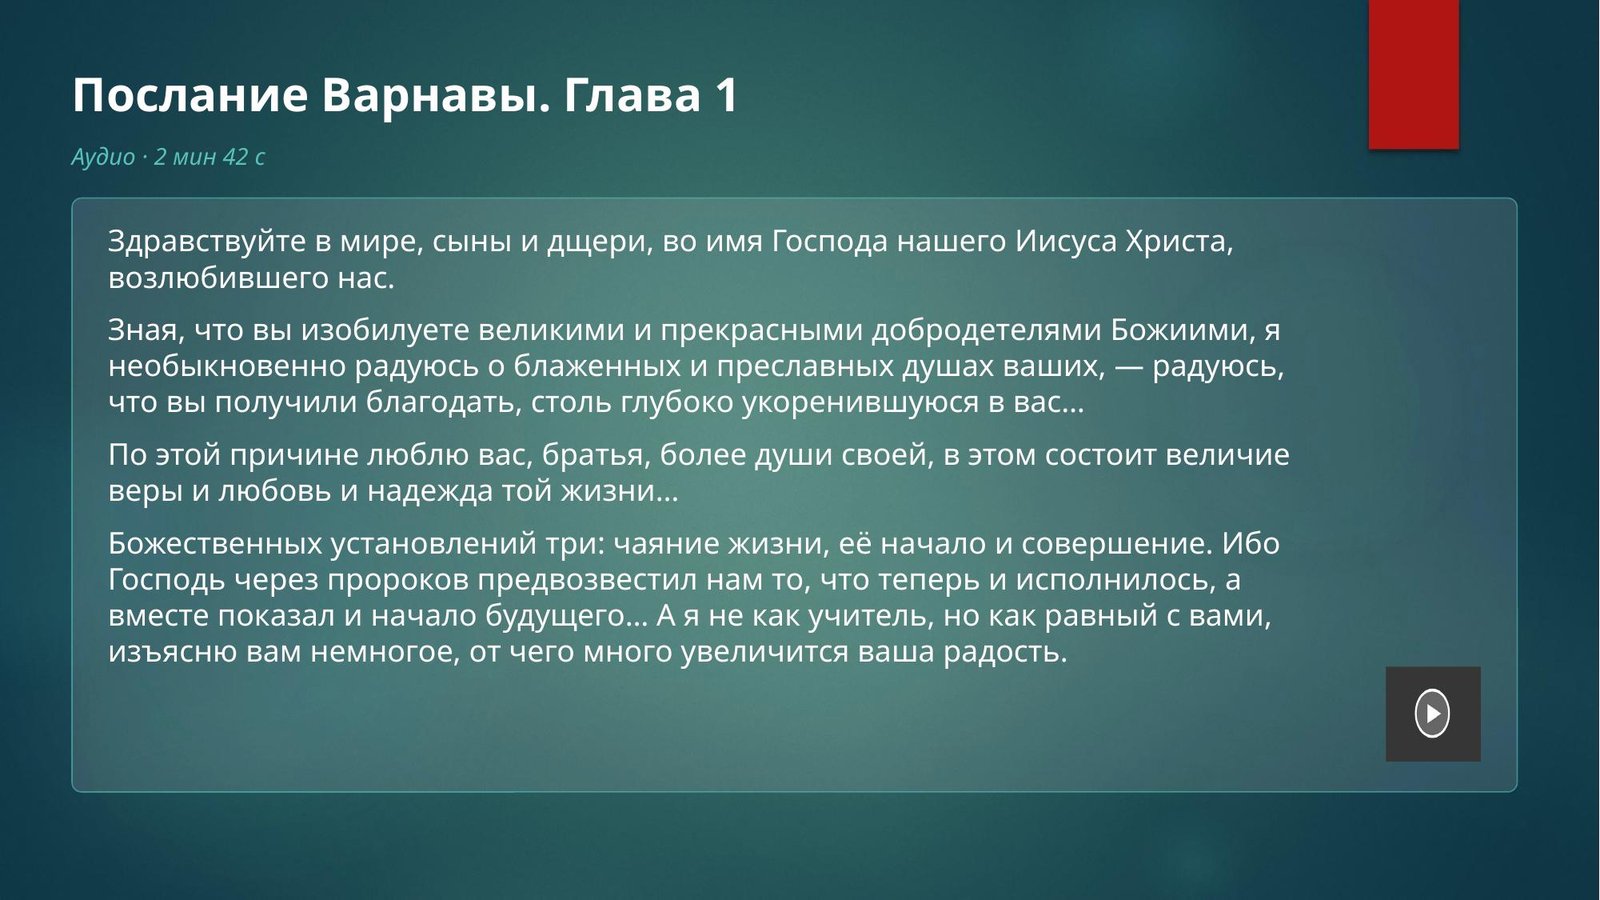 Послание Варнавы. Глава 1
Аудио · 2 мин 42 с
Здравствуйте в мире, сыны и дщери, во имя Господа нашего Иисуса Христа,
возлюбившего нас.
Зная, что вы изобилуете великими и прекрасными добродетелями Божиими, я
необыкновенно радуюсь о блаженных и преславных душах ваших, — радуюсь,
что вы получили благодать, столь глубоко укоренившуюся в вас…
По этой причине люблю вас, братья, более души своей, в этом состоит величие
веры и любовь и надежда той жизни…
Божественных установлений три: чаяние жизни, её начало и совершение. Ибо
Господь через пророков предвозвестил нам то, что теперь и исполнилось, а
вместе показал и начало будущего… А я не как учитель, но как равный с вами,
изъясню вам немногое, от чего много увеличится ваша радость.